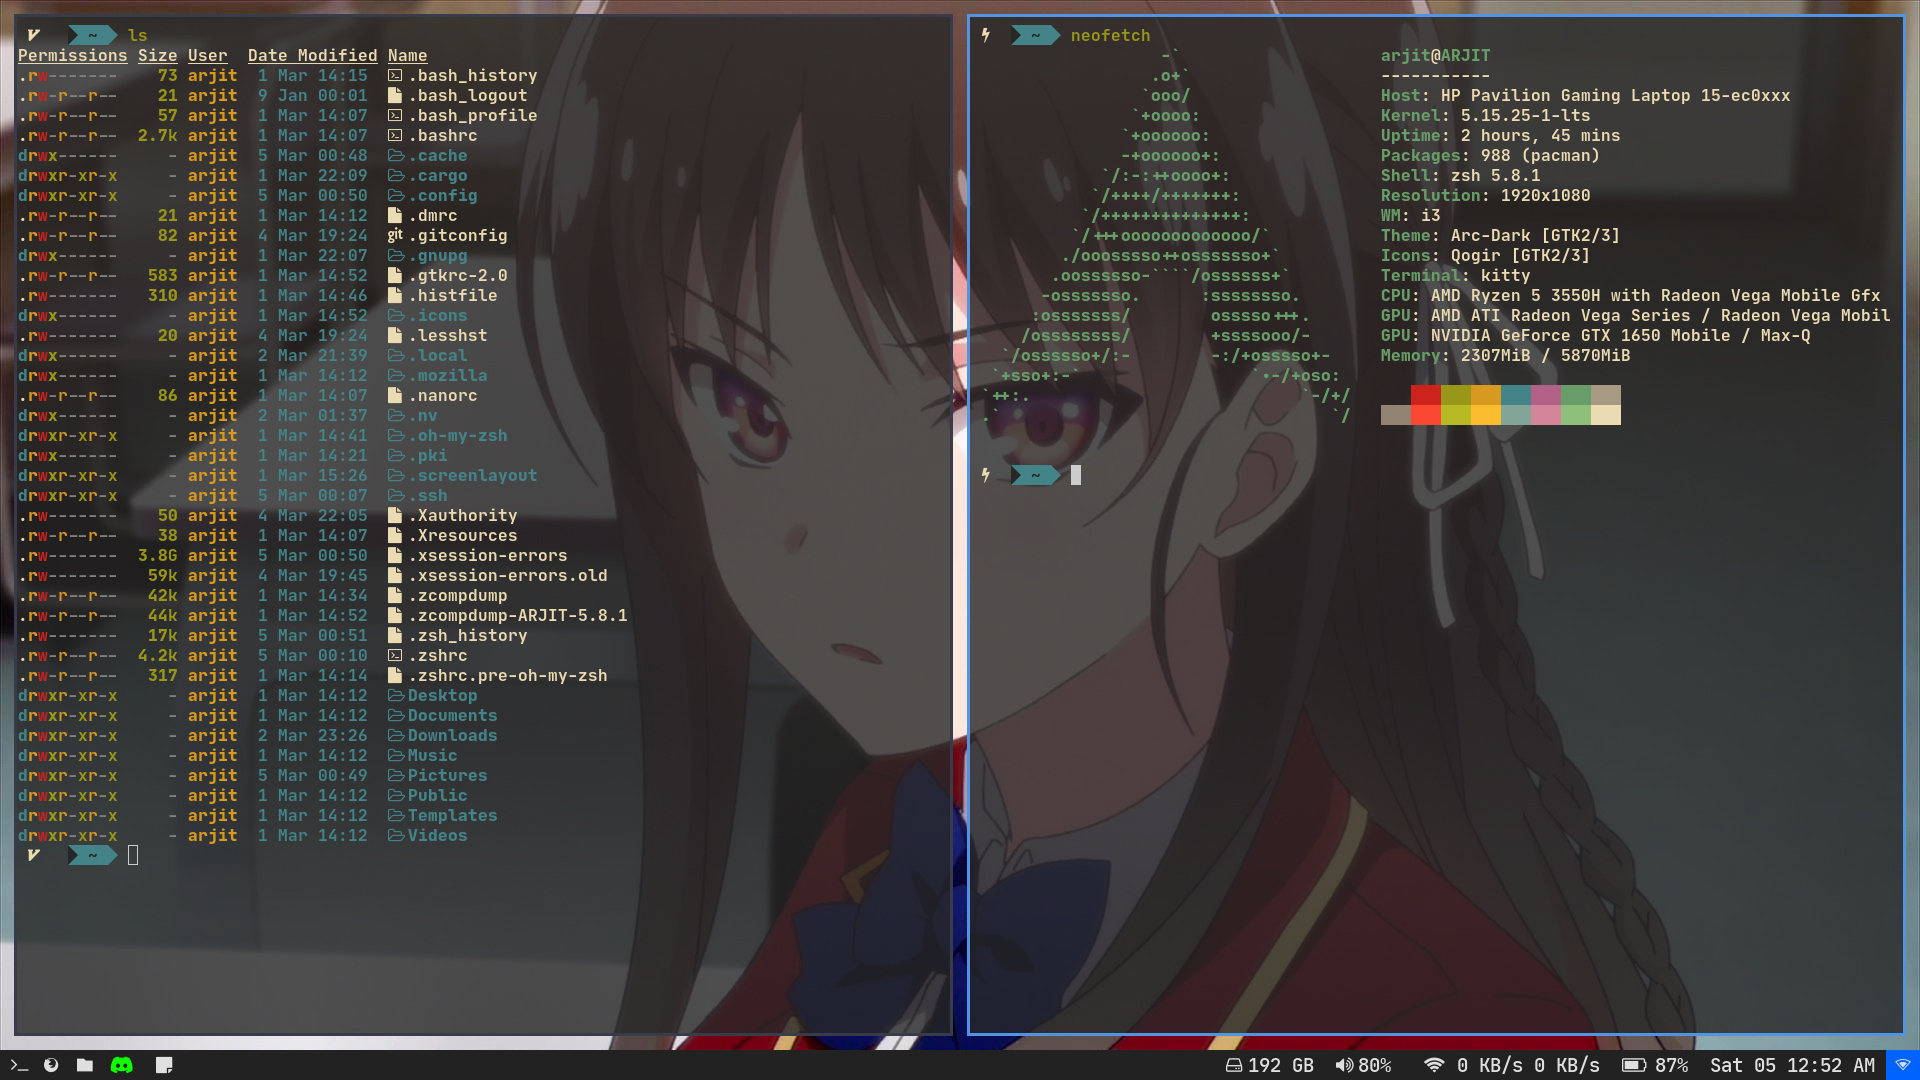 ~ ls
Permissions Size User Date Modified Name
.rw------- 73 arjit 1 Mar 14:15 .bash_history
.rw-r--r-- 21 arjit 9 Jan 00:01 .bash_logout
.rw-r--r-- 57 arjit 1 Mar 14:07 .bash_profile
.rw-r--r-- 2.7k arjit 1 Mar 14:07 .bashrc
drwx------ - arjit 5 Mar 00:48 .cache
drwxr-xr-x - arjit 1 Mar 22:09 .cargo
drwxr-xr-x - arjit 5 Mar 00:50 .config
.rw-r--r-- 21 arjit 1 Mar 14:12 .dmrc
.rw-r--r-- 82 arjit 4 Mar 19:24 git .gitconfig
drwx------ - arjit 1 Mar 22:07 .gnupg
.rw-r--r-- 583 arjit 1 Mar 14:52 .gtkrc-2.0
.rw------- 310 arjit 1 Mar 14:46 .histfile
drwx------ - arjit 1 Mar 14:52 .icons
.rw------- 20 arjit 4 Mar 19:24 .lesshst
drwx------ - arjit 2 Mar 21:39 .local
drwx------ - arjit 1 Mar 14:12 .mozilla
.rw-r--r-- 86 arjit 1 Mar 14:07 .nanorc
drwx------ - arjit 2 Mar 01:37 .nv
drwxr-xr-x - arjit 1 Mar 14:41 .oh-my-zsh
drwx------ - arjit 1 Mar 14:21 .pki
drwxr-xr-x - arjit 1 Mar 15:26 .screenlayout
drwxr-xr-x - arjit 5 Mar 00:07 .ssh
.rw------- 50 arjit 4 Mar 22:05 .Xauthority
.rw-r--r-- 38 arjit 1 Mar 14:07 .Xresources
.rw------- 3.8G arjit 5 Mar 00:50 .xsession-errors
.rw------- 59k arjit 4 Mar 19:45 .xsession-errors.old
.rw-r--r-- 42k arjit 1 Mar 14:34 .zcompdump
.rw-r--r-- 44k arjit 1 Mar 14:52 .zcompdump-ARJIT-5.8.1
.rw------- 17k arjit 5 Mar 00:51 .zsh_history
.rw-r--r-- 4.2k arjit 5 Mar 00:10 .zshrc
.rw-r--r-- 317 arjit 1 Mar 14:14 .zshrc.pre-oh-my-zsh
drwxr-xr-x - arjit 1 Mar 14:12 Desktop
drwxr-xr-x - arjit 1 Mar 14:12 Documents
drwxr-xr-x - arjit 2 Mar 23:26 Downloads
drwxr-xr-x - arjit 1 Mar 14:12 Music
drwxr-xr-x - arjit 5 Mar 00:49 Pictures
drwxr-xr-x - arjit 1 Mar 14:12 Public
drwxr-xr-x - arjit 1 Mar 14:12 Templates
drwxr-xr-x - arjit 1 Mar 14:12 Videos
~
~ neofetch
arjit@ARJIT
-----------
Host: HP Pavilion Gaming Laptop 15-ec0xxx
Kernel: 5.15.25-1-lts
Uptime: 2 hours, 45 mins
Packages: 988 (pacman)
Shell: zsh 5.8.1
Resolution: 1920x1080
WM: i3
Theme: Arc-Dark [GTK2/3]
Icons: Qogir [GTK2/3]
Terminal: kitty
CPU: AMD Ryzen 5 3550H with Radeon Vega Mobile Gfx
GPU: AMD ATI Radeon Vega Series / Radeon Vega Mobil
GPU: NVIDIA GeForce GTX 1650 Mobile / Max-Q
Memory: 2307MiB / 5870MiB
~
192 GB 80% 0 KB/s 0 KB/s 87% Sat 05 12:52 AM